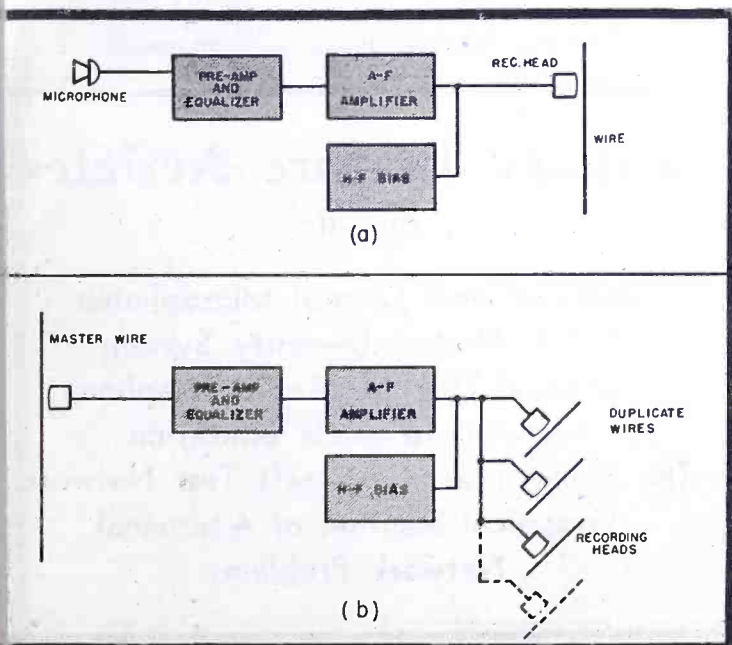 MICROPHONE
PRE-AMP
AND
EQUALIZER
A-F
AMPLIFIER
REC. HEAD
WIRE
H-F BIAS
(a)
MASTER WIRE
PRE-AMP
AND
EQUALIZER
A-F
AMPLIFIER
DUPLICATE
WIRES
H-F BIAS
RECORDING
HEADS
(b)